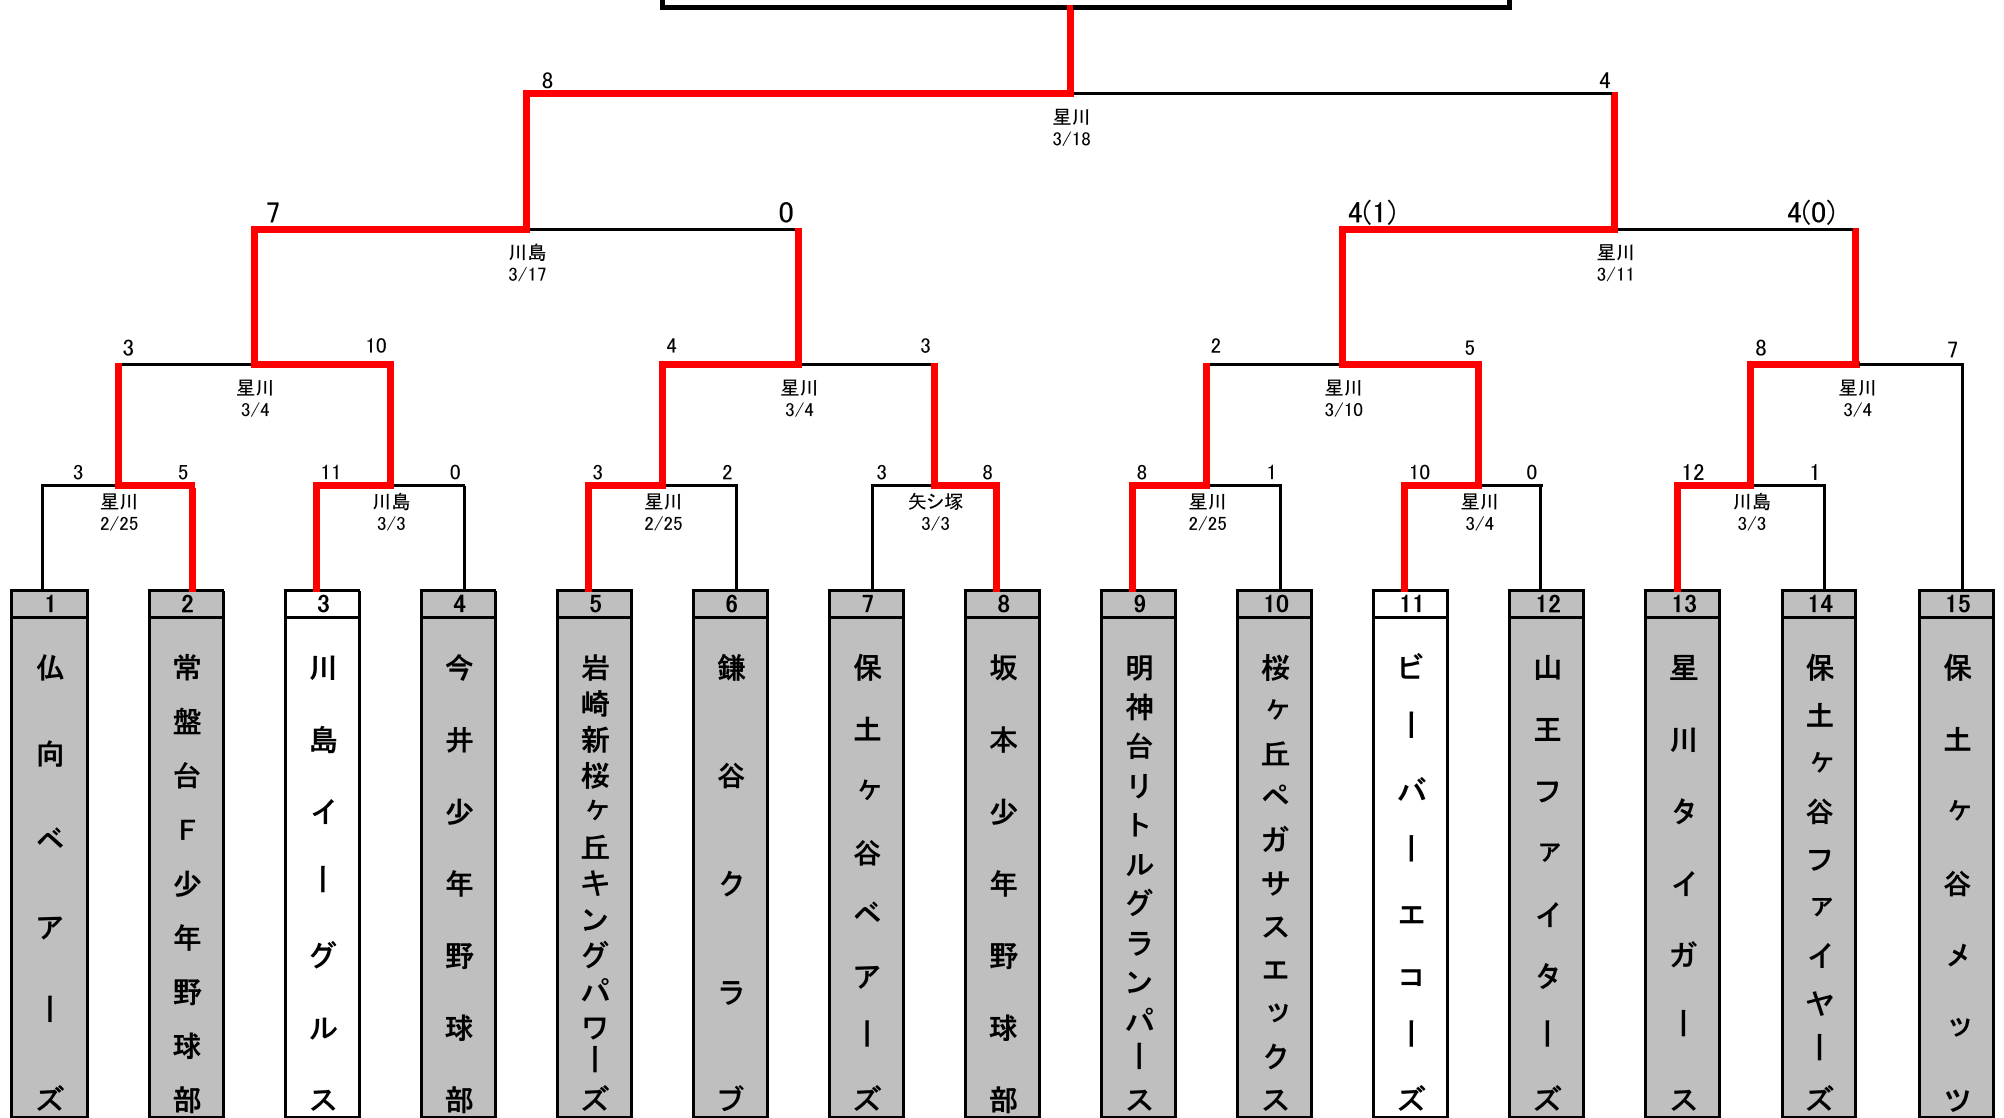 8
4
星川
3/18
7
0
4(1)
4(0)
川島
3/17
星川
3/11
3
10
4
3
2
5
8
7
星川
3/4
星川
3/4
星川
3/10
星川
3/4
3
5
11
0
3
2
3
8
8
1
10
0
12
1
星川
2/25
川島
3/3
星川
2/25
矢シ塚
3/3
星川
2/25
星川
3/4
川島
3/3
1
仏向ベアーズ
2
常盤台F少年野球部
3
川島イーグルス
4
今井少年野球部
5
岩崎新桜ヶ丘キングパワーズ
6
鎌谷クラブ
7
保土ヶ谷ベアーズ
8
坂本少年野球部
9
明神台リトルグランパース
10
桜ヶ丘ペガサスエックス
11
ビーバーエコーズ
12
山王ファイターズ
13
星川タイガース
14
保土ヶ谷ファイヤーズ
15
保土ヶ谷メッツ